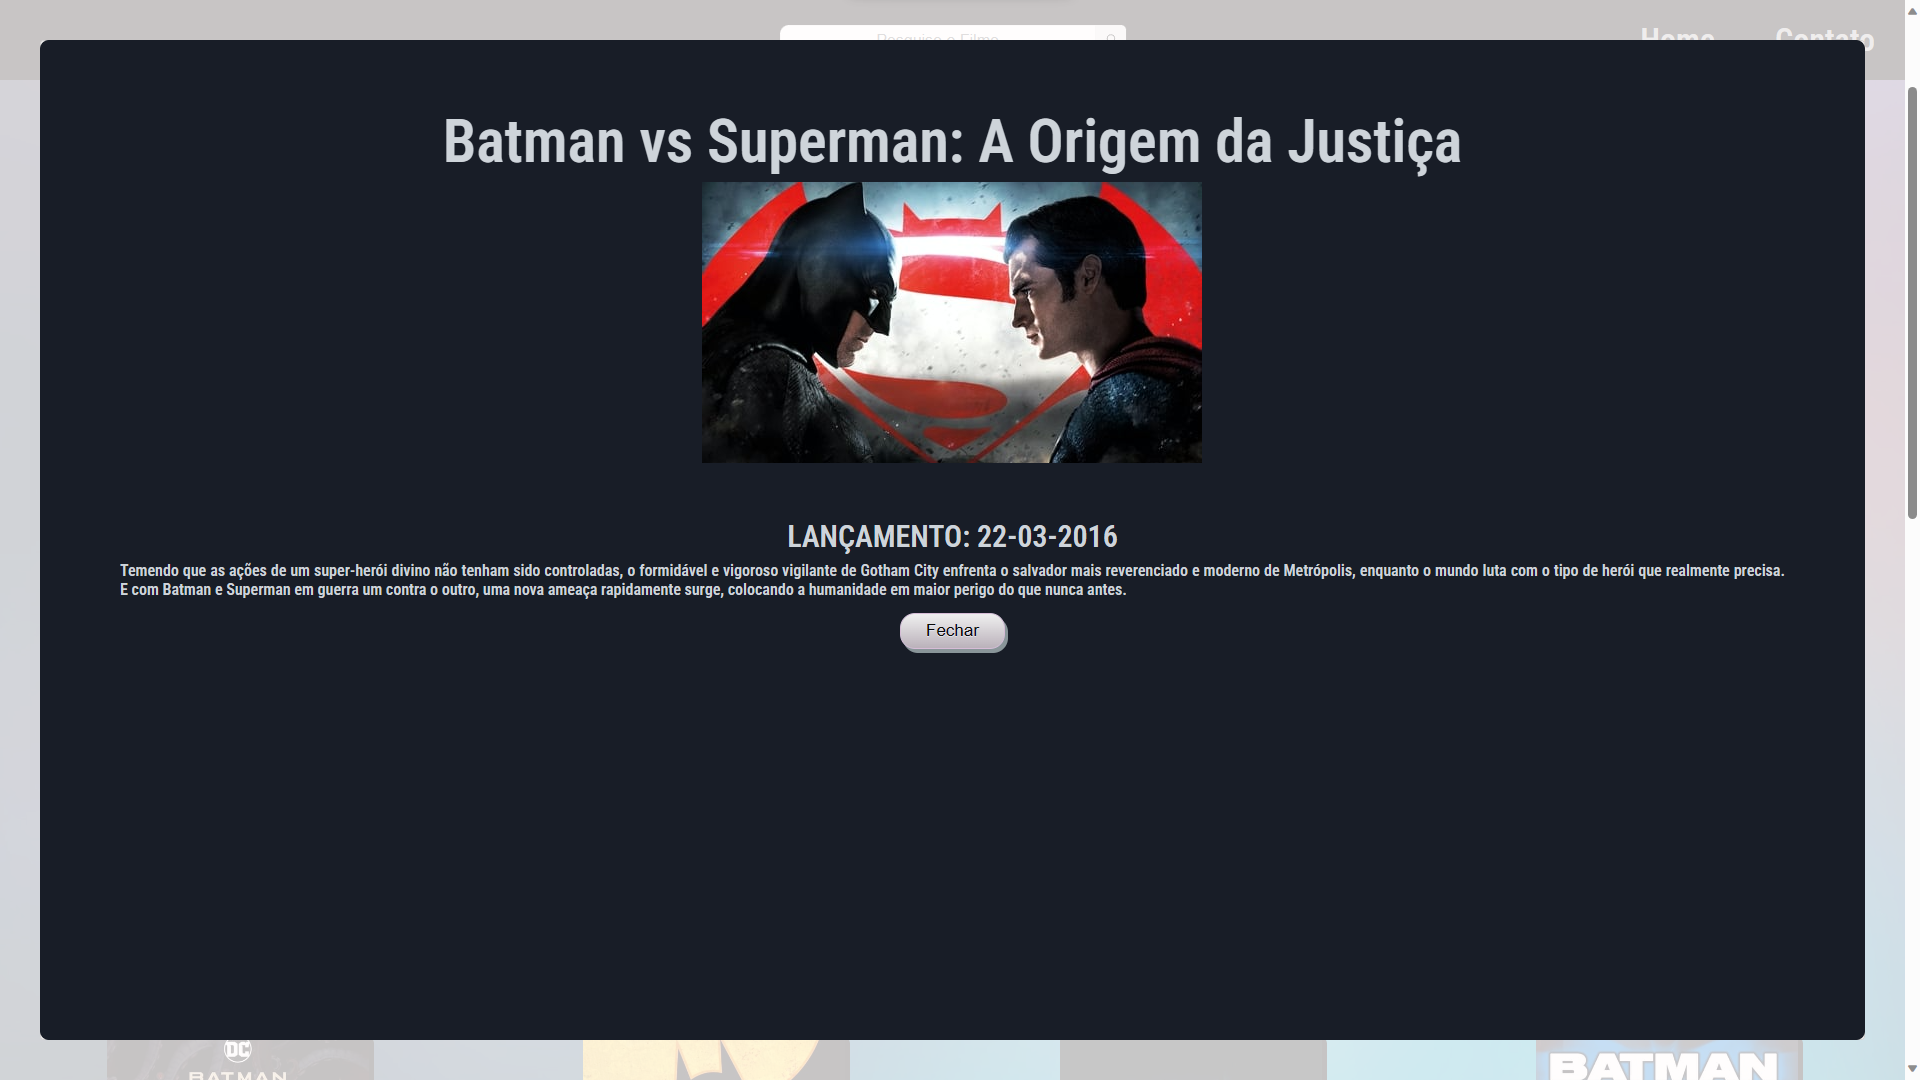 Pesquise o Filme
Home
Contato
Batman vs Superman: A Origem da Justiça
LANÇAMENTO: 22-03-2016
Temendo que as ações de um super-herói divino não tenham sido controladas, o formidável e vigoroso vigilante de Gotham City enfrenta o salvador mais reverenciado e moderno de Metrópolis, enquanto o mundo luta com o tipo de herói que realmente precisa.
E com Batman e Superman em guerra um contra o outro, uma nova ameaça rapidamente surge, colocando a humanidade em maior perigo do que nunca antes.
Fechar
DC
BATMAN
BATMAN